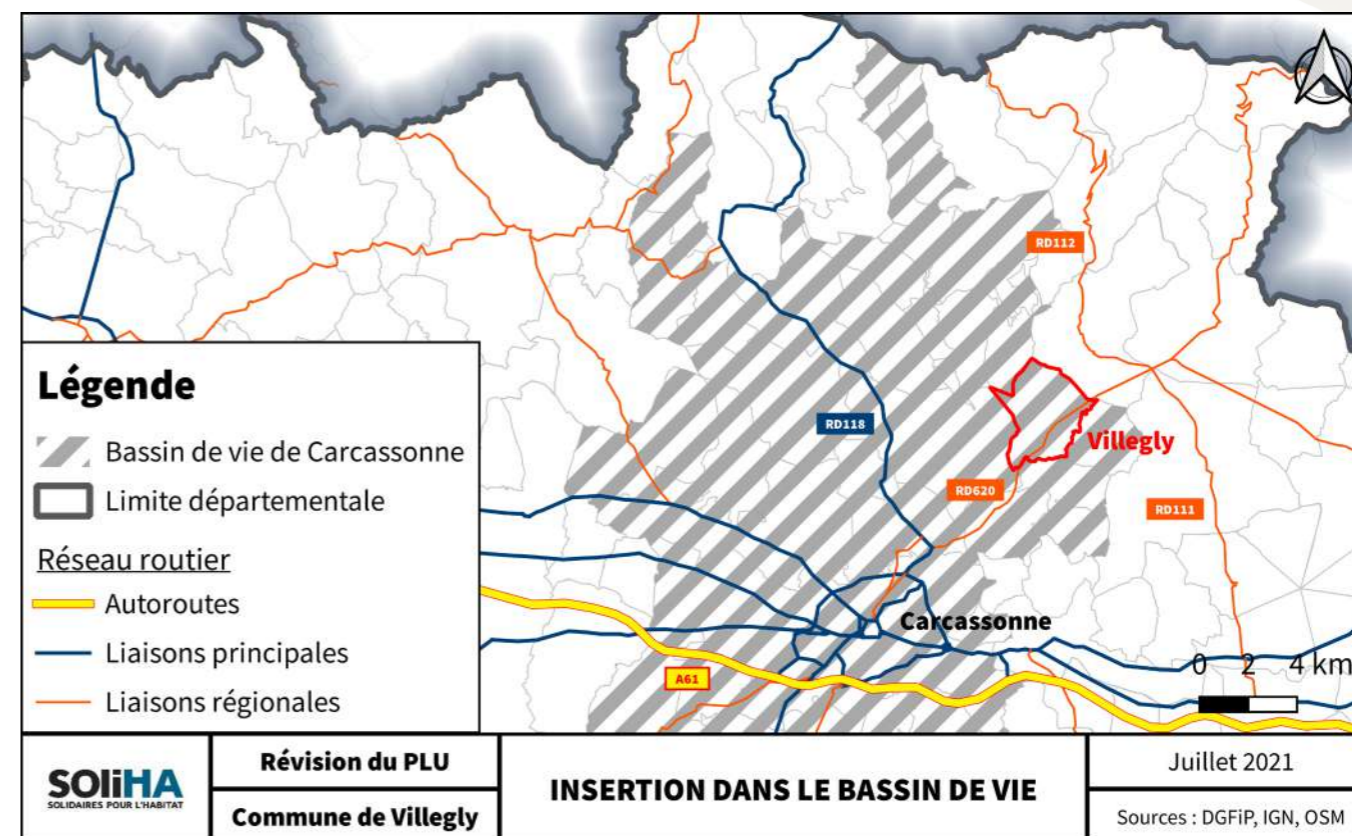 RD112
RD118
Villegly
RD620
RD111
Carcassonne
A61
0 2 4 km
Légende
Bassin de vie de Carcassonne
Limite départementale
Réseau routier
Autoroutes
Liaisons principales
Liaisons régionales
SOLiHA
SOLIDAIRES POUR L'HABITAT
Révision du PLU
Commune de Villegly
INSERTION DANS LE BASSIN DE VIE
Juillet 2021
Sources : DGFiP, IGN, OSM